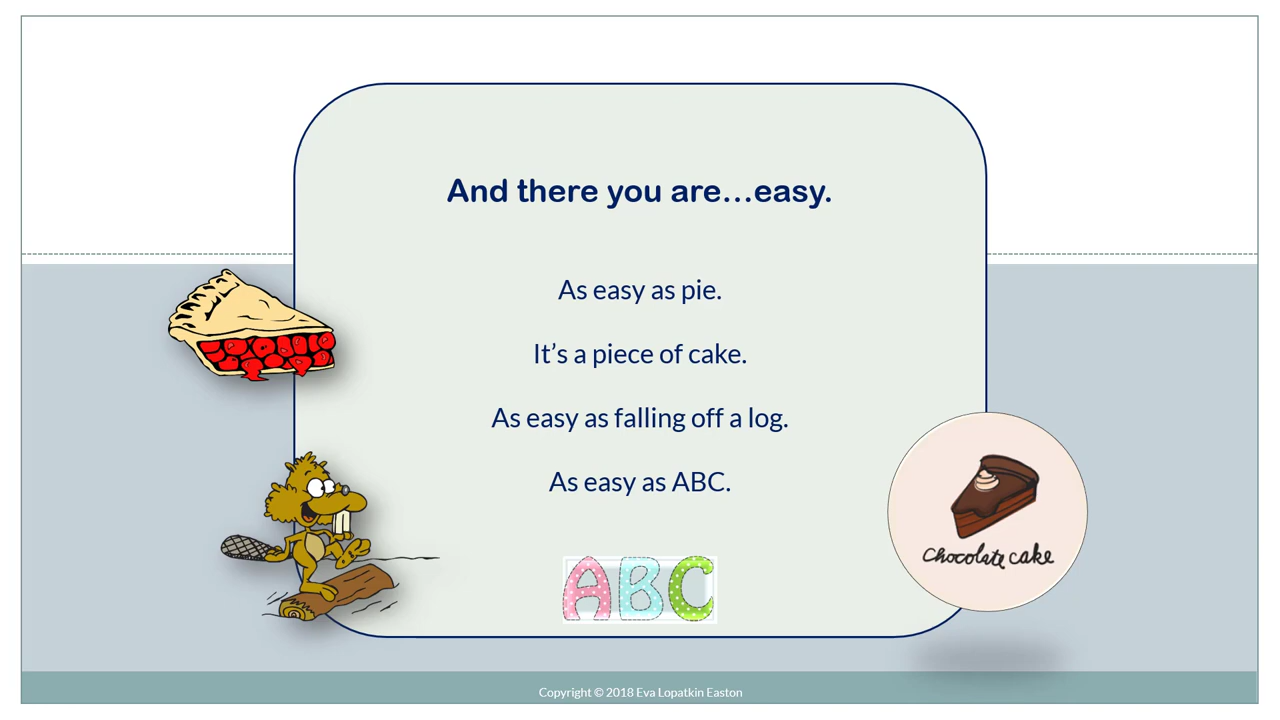 And there you are...easy.
As easy as pie.
It's a piece of cake.
As easy as falling off a log.
As easy as ABC.
ABC
Chocolate cake
Copyright © 2018 Eva Lopatkin Easton